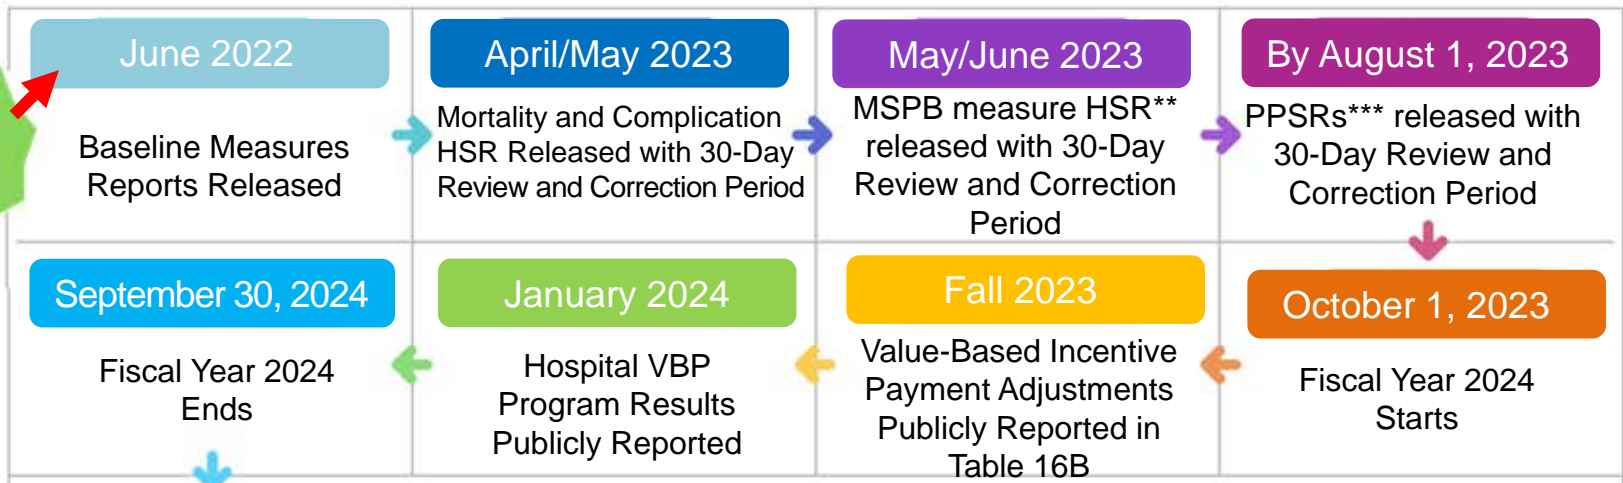 June 2022
Baseline Measures
Reports Released
April/May 2023
Mortality and Complication
HSR Released with 30-Day
Review and Correction Period
May/June 2023
MSPB measure HSR**
released with 30-Day
Review and Correction
Period
By August 1, 2023
PPSRs*** released with
30-Day Review and
Correction Period
October 1, 2023
Fiscal Year 2024
Starts
Fall 2023
Value-Based Incentive
Payment Adjustments
Publicly Reported in
Table 16B
January 2024
Hospital VBP
Program Results
Publicly Reported
September 30, 2024
Fiscal Year 2024
Ends